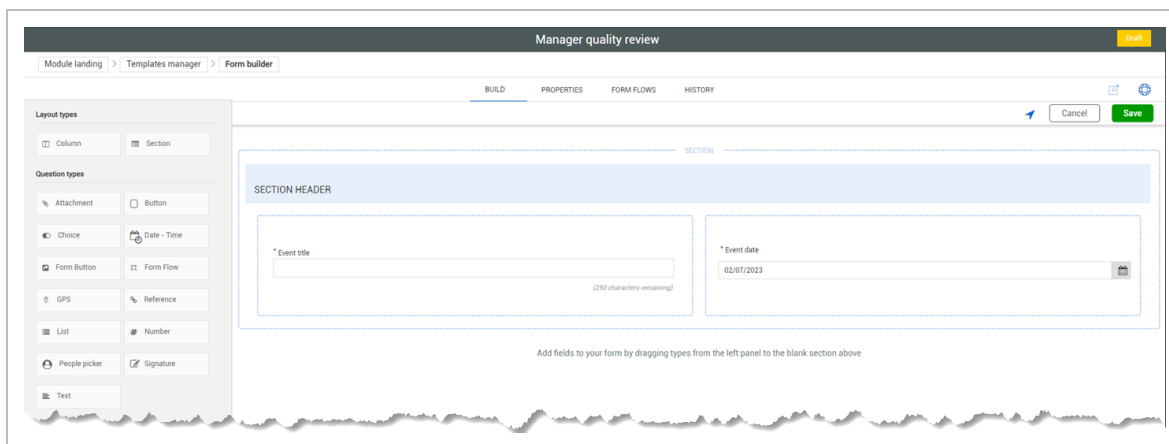 Manager quality review
Draft
Module landing > Templates manager > Form builder
BUILD PROPERTIES FORM FLOWS HISTORY
Cancel Save
Layout types
Column Section
Question types
Attachment Button
Choice Date - Time
Form Button Form Flow
GPS Reference
List Number
People picker Signature
Text
SECTION
SECTION HEADER
* Event title
(250 characters remaining)
* Event date
02/07/2023
Add fields to your form by dragging types from the left panel to the blank section above